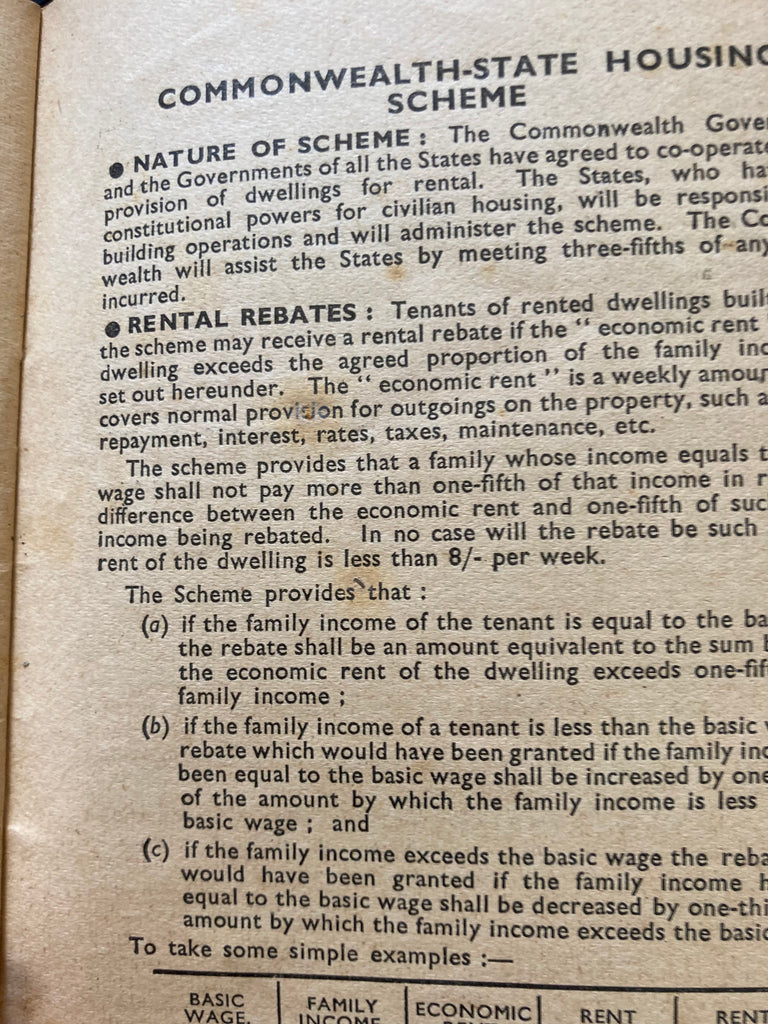 COMMONWEALTH-STATE HOUSING
SCHEME
● NATURE OF SCHEME : The Commonwealth
and the Governments of all the States have agreed to co-operate
provision of dwellings for rental. The States, who
constitutional powers for civilian housing, will be
building operations and will administer the scheme. The
wealth will assist the States by meeting three-fifths of any
incurred.
● RENTAL REBATES : Tenants of rented dwellings built
the scheme may receive a rental rebate if the “ economic rent
dwelling exceeds the agreed proportion of the family
set out hereunder. The “ economic rent ” is a weekly
covers normal provision for outgoings on the property, such
repayment, interest, rates, taxes, maintenance, etc.
The scheme provides that a family whose income equals
wage shall not pay more than one-fifth of that income in
difference between the economic rent and one-fifth of
income being rebated. In no case will the rebate be such
rent of the dwelling is less than 8/- per week.
The Scheme provides that :
(a) if the family income of the tenant is equal to the
the rebate shall be an amount equivalent to the sum
the economic rent of the dwelling exceeds
family income ;
(b) if the family income of a tenant is less than the basic
rebate which would have been granted if the family
been equal to the basic wage shall be increased by
of the amount by which the family income is less
basic wage ; and
(c) if the family income exceeds the basic wage the
would have been granted if the family income
equal to the basic wage shall be decreased by
amount by which the family income exceeds the basic
To take some simple examples :—
BASIC FAMILY ECONOMIC RENT RENT
WAGE. INCOME